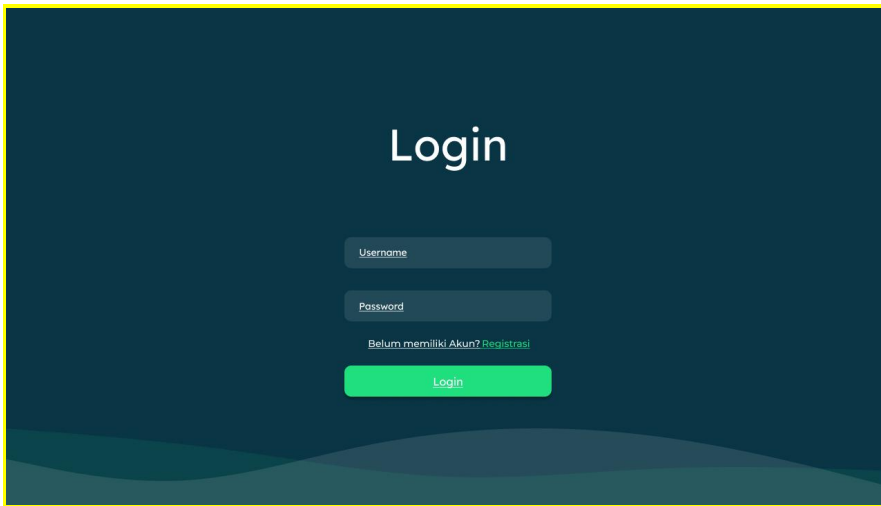 Login
Username
Password
Belum memiliki Akun? Registrasi
Login